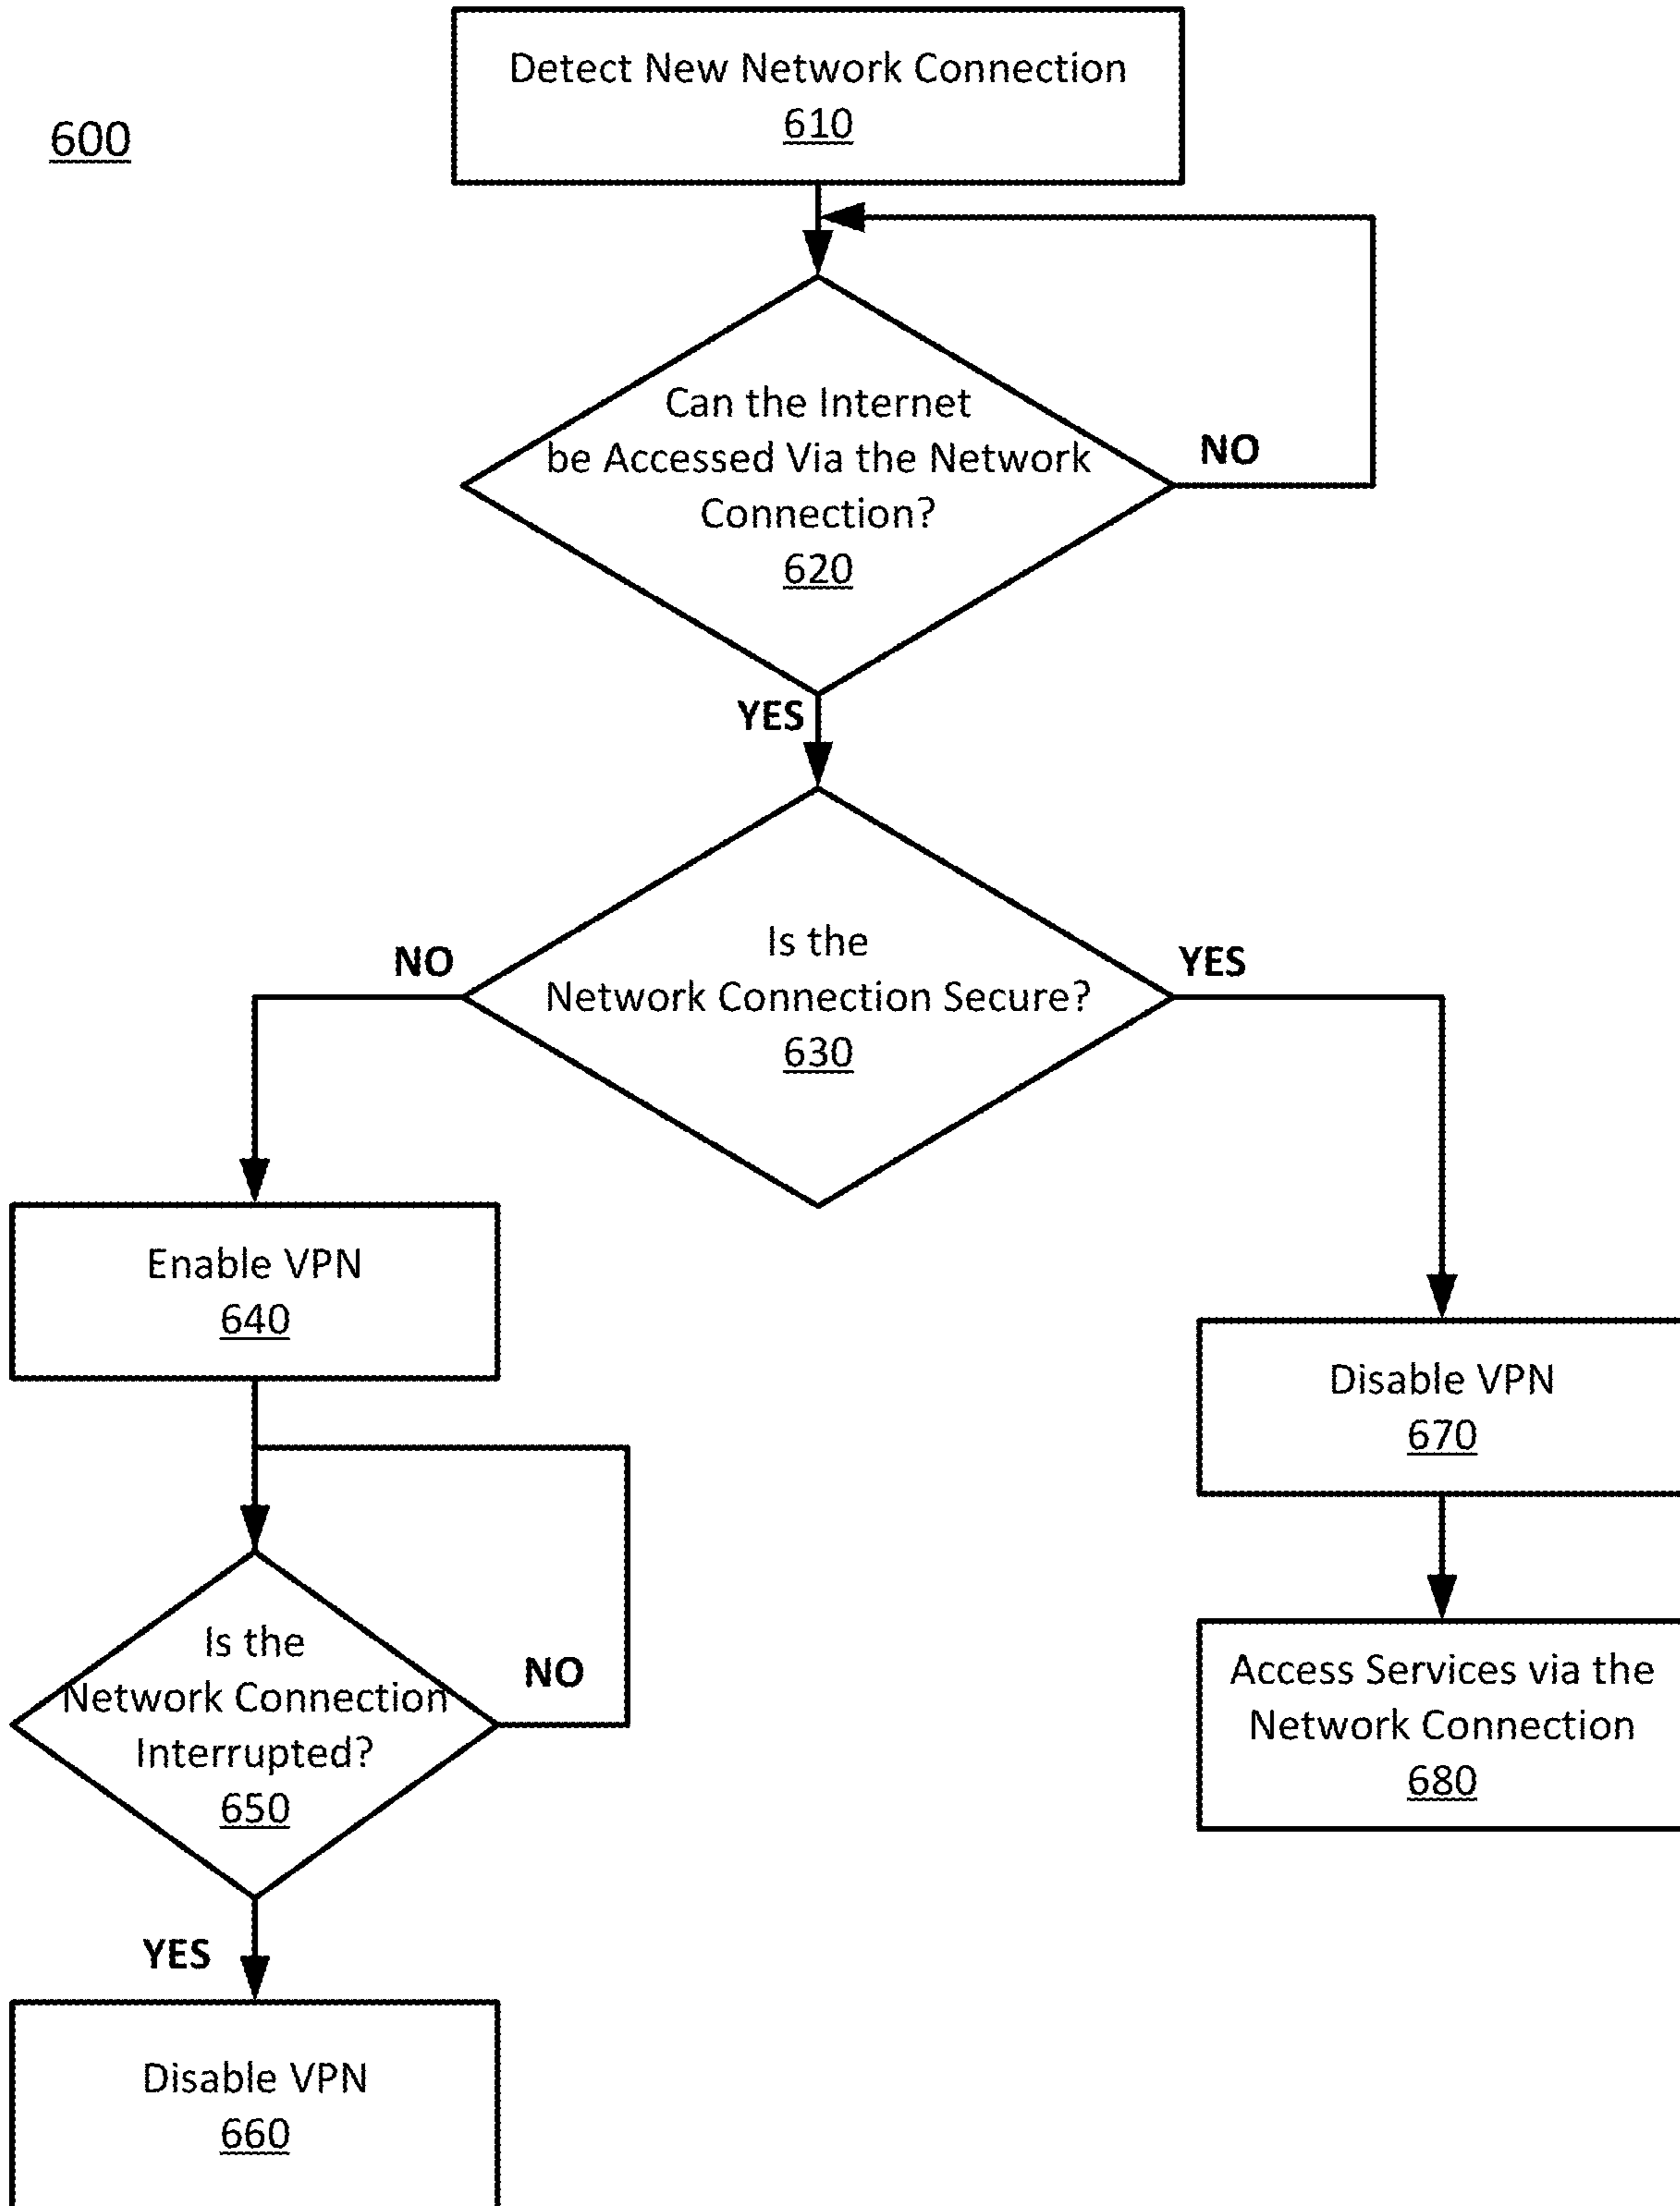 600
Detect New Network Connection
610
Can the Internet
be Accessed Via the Network
Connection?
620
NO
YES
Is the
Network Connection Secure?
630
NO
YES
Enable VPN
640
Is the
Network Connection
Interrupted?
650
NO
YES
Disable VPN
660
Disable VPN
670
Access Services via the
Network Connection
680